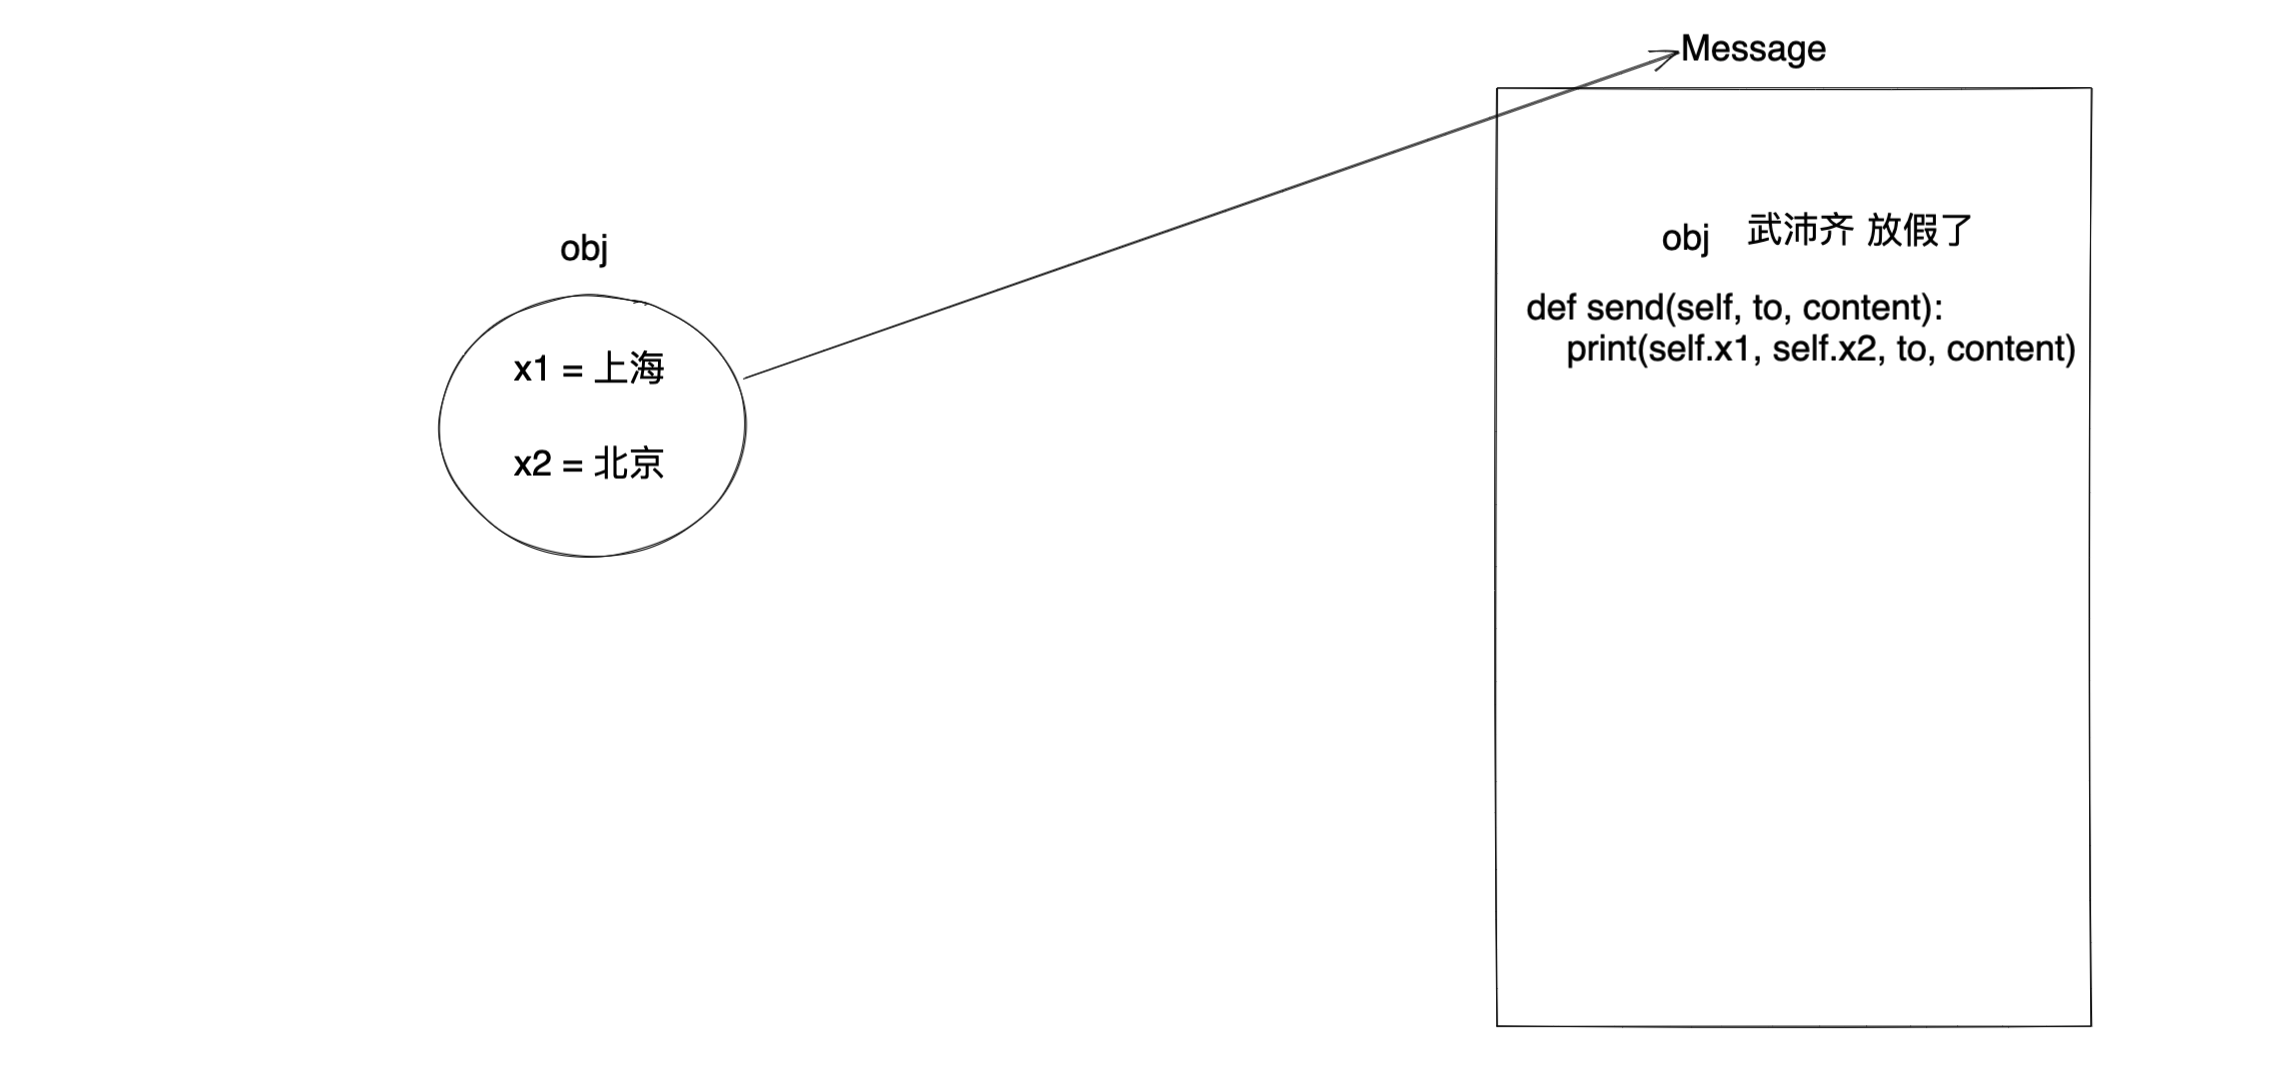 Message
obj
x1 = 上海
x2 = 北京
obj 武沛齐 放假了
def send(self, to, content):
print(self.x1, self.x2, to, content)